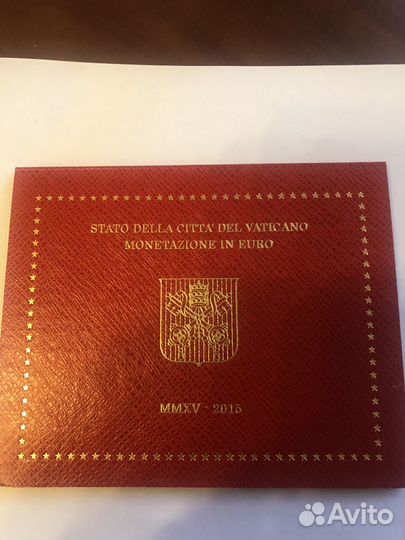 STATO DELLA CITTA' DEL VATICANO
MONETAZIONE IN EURO
MMXV - 2015
Avito